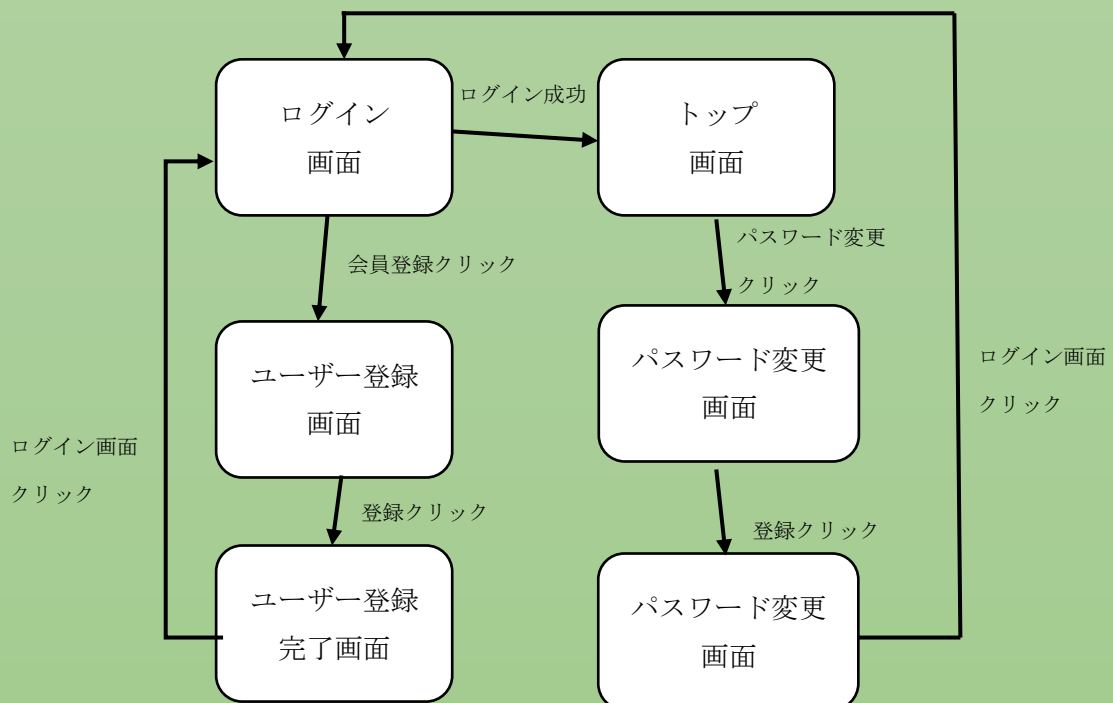 ログイン
画面
ログイン成功
トップ
画面
会員登録クリック
パスワード変更
クリック
ユーザー登録
画面
パスワード変更
画面
ログイン画面
クリック
ログイン画面
クリック
登録クリック
登録クリック
ユーザー登録
完了画面
パスワード変更
画面